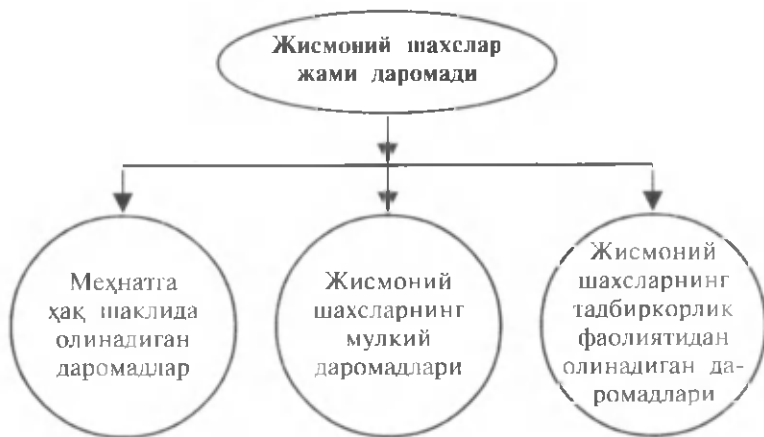 Жисмоний шахслар
жами даромади
Меҳнатга
ҳақ шаклида
олинадиган
даромадлар
Жисмоний
шахсларнинг
мулкий
даромадлари
Жисмоний
шахсларнинг
тадбиркорлик
фаолиятидан
олинадиган да-
ромадлари